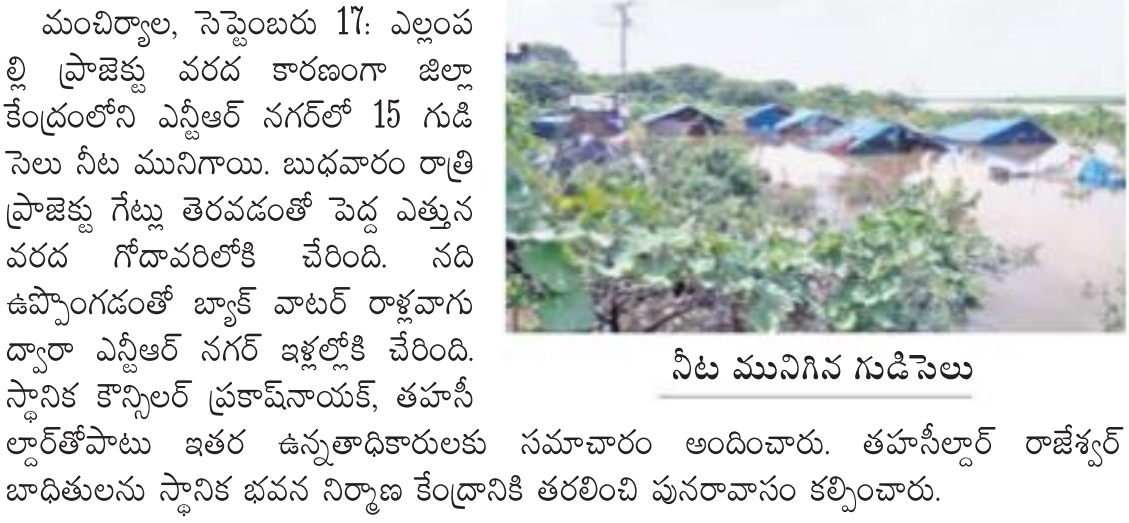 మంచిర్యాల, సెప్టెంబరు 17: ఎల్లంప
ల్లి ప్రాజెక్టు వరద కారణంగా జిల్లా
కేంద్రంలోని ఎన్టీఆర్ నగర్‌లో 15 గుడి
సెలు నీట మునిగాయి. బుధవారం రాత్రి
ప్రాజెక్టు గేట్లు తెరవడంతో పెద్ద ఎత్తున
వరద గోదావరిలోకి చేరింది. నది
ఉప్పొంగడంతో బ్యాక్ వాటర్ రాళ్లవాగు
ద్వారా ఎన్టీఆర్ నగర్ ఇళ్లల్లోకి చేరింది.
స్థానిక కౌన్సిలర్ ప్రకాష్‌నాయక్, తహసీ
ల్దార్‌తోపాటు ఇతర ఉన్నతాధికారులకు సమాచారం అందించారు. తహసీల్దార్ రాజేశ్వర్
బాధితులను స్థానిక భవన నిర్మాణ కేంద్రానికి తరలించి పునరావాసం కల్పించారు.
నీట మునిగిన గుడిసెలు